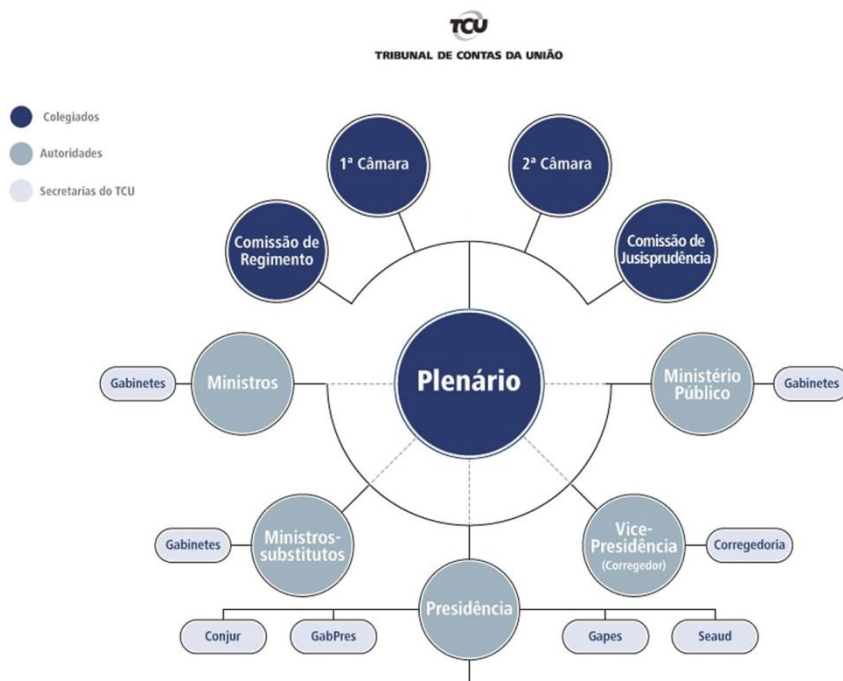 TCU
TRIBUNAL DE CONTAS DA UNIÃO
Colegiados
Autoridades
Secretarias do TCU
1ª Câmara
2ª Câmara
Comissão de
Regimento
Comissão de
Jusisprudência
Plenário
Gabinetes
Ministros
Ministério
Público
Gabinetes
Gabinetes
Ministros-
substitutos
Vice-
Presidência
(Corregedor)
Corregedoria
Presidência
Conjur
GabPres
Gapes
Seaud